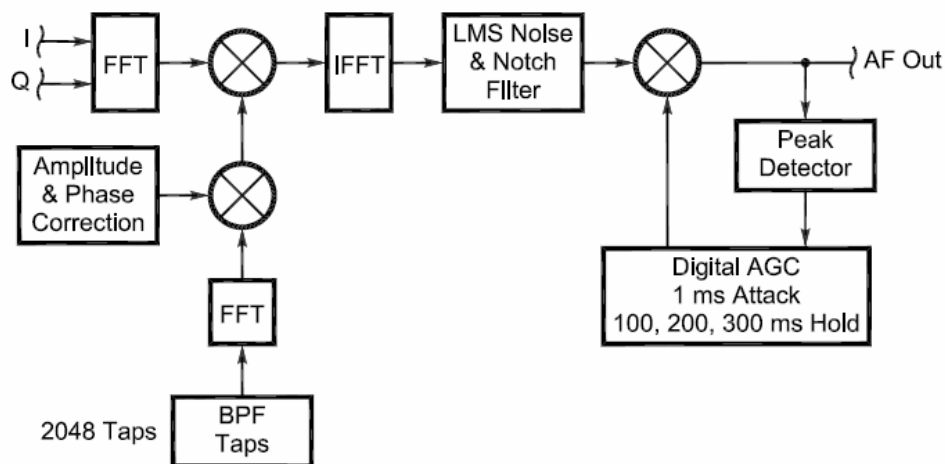 I
Q
FFT
IFFT
LMS Noise
& Notch
Filter
AF Out
Peak
Detector
Amplitude
& Phase
Correction
Digital AGC
1 ms Attack
100, 200, 300 ms Hold
FFT
2048 Taps
BPF
Taps